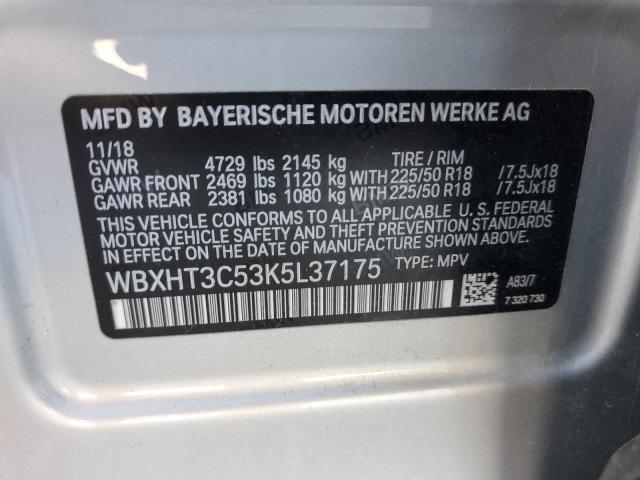 MFD BY BAYERISCHE MOTOREN WERKE AG
11/18
GVWR 4729 lbs 2145 kg TIRE / RIM
GAWR FRONT 2469 lbs 1120 kg WITH 225/50 R18 /7.5Jx18
GAWR REAR 2381 lbs 1080 kg WITH 225/50 R18 /7.5Jx18
THIS VEHICLE CONFORMS TO ALL APPLICABLE U. S. FEDERAL
MOTOR VEHICLE SAFETY, BUMPER, AND THEFT PREVENTION STANDARDS
IN EFFECT ON THE DATE OF MANUFACTURE SHOWN ABOVE.
WBXHT3C53K5L37175 TYPE: MPV
A83/7
7 320 730